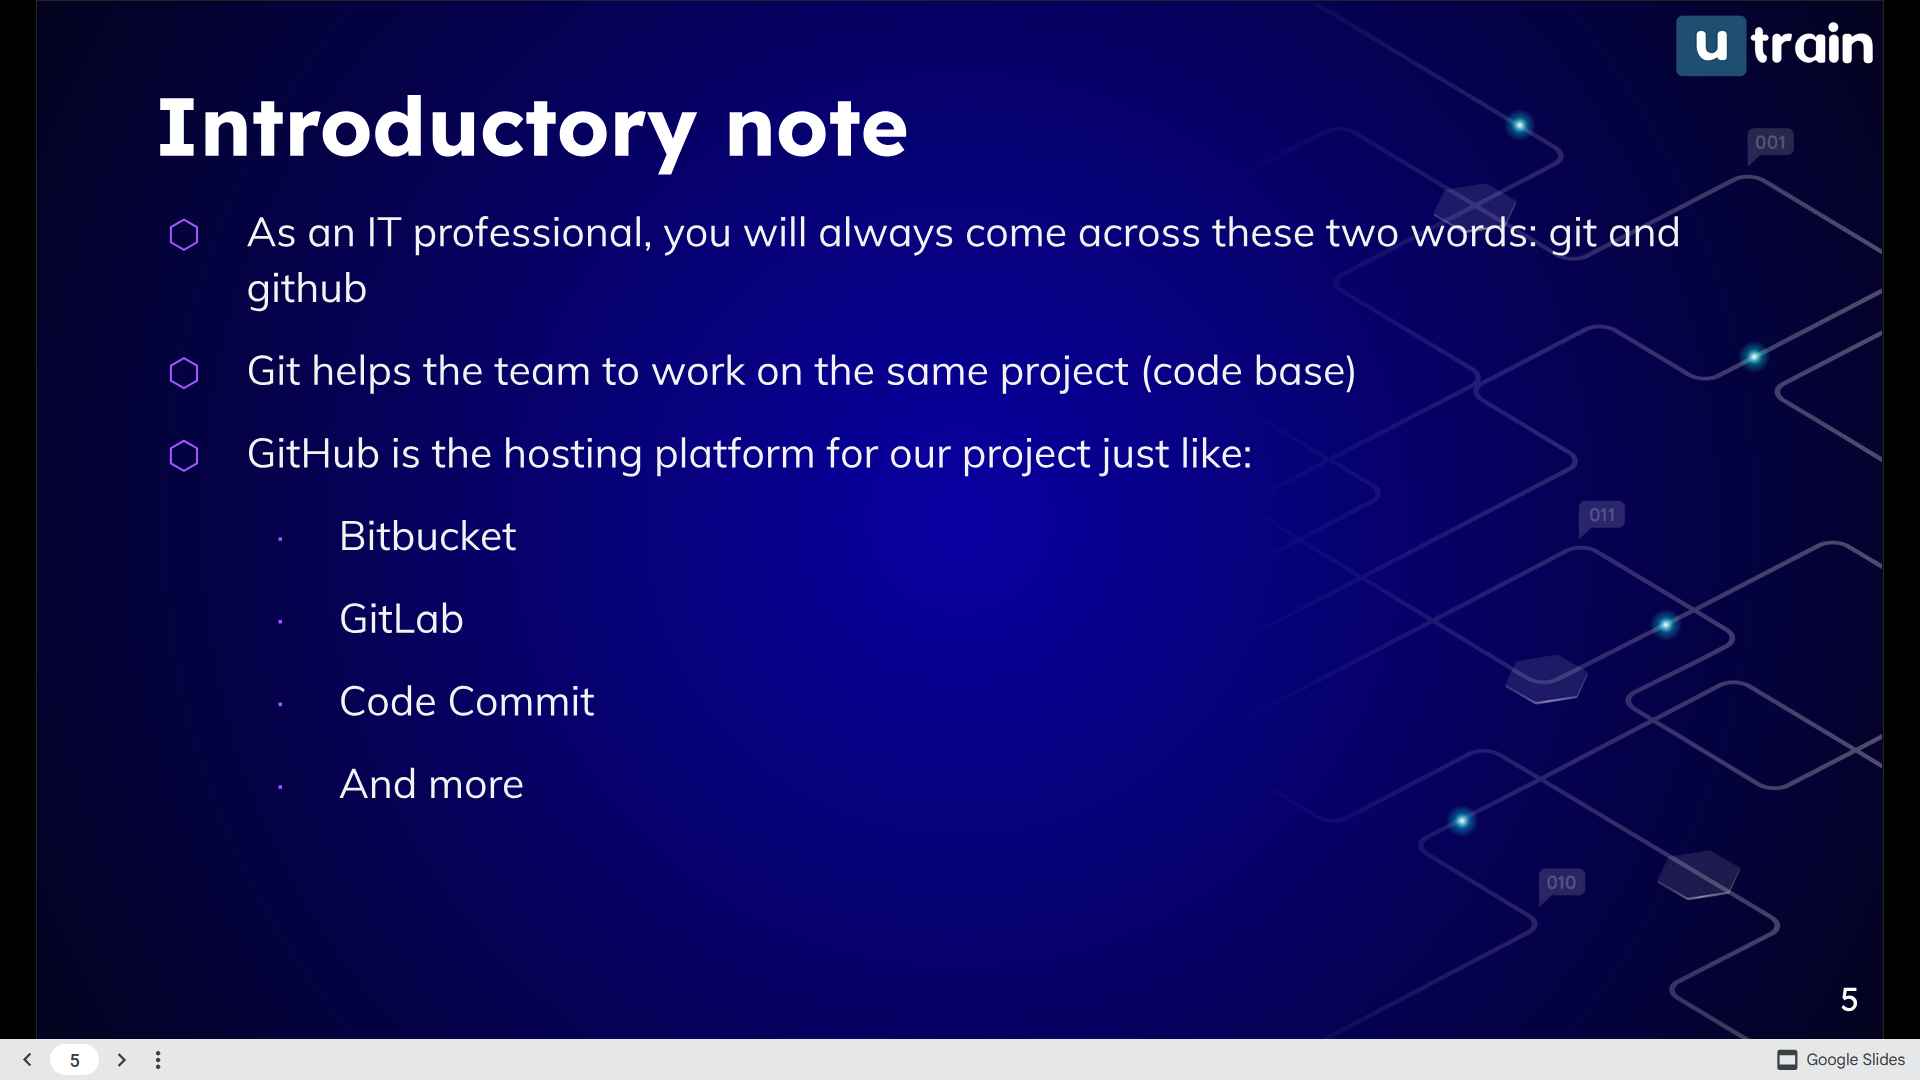 u train
Introductory note
001
As an IT professional, you will always come across these two words: git and
github
Git helps the team to work on the same project (code base)
GitHub is the hosting platform for our project just like:
Bitbucket
011
GitLab
Code Commit
And more
010
5
5
Google Slides